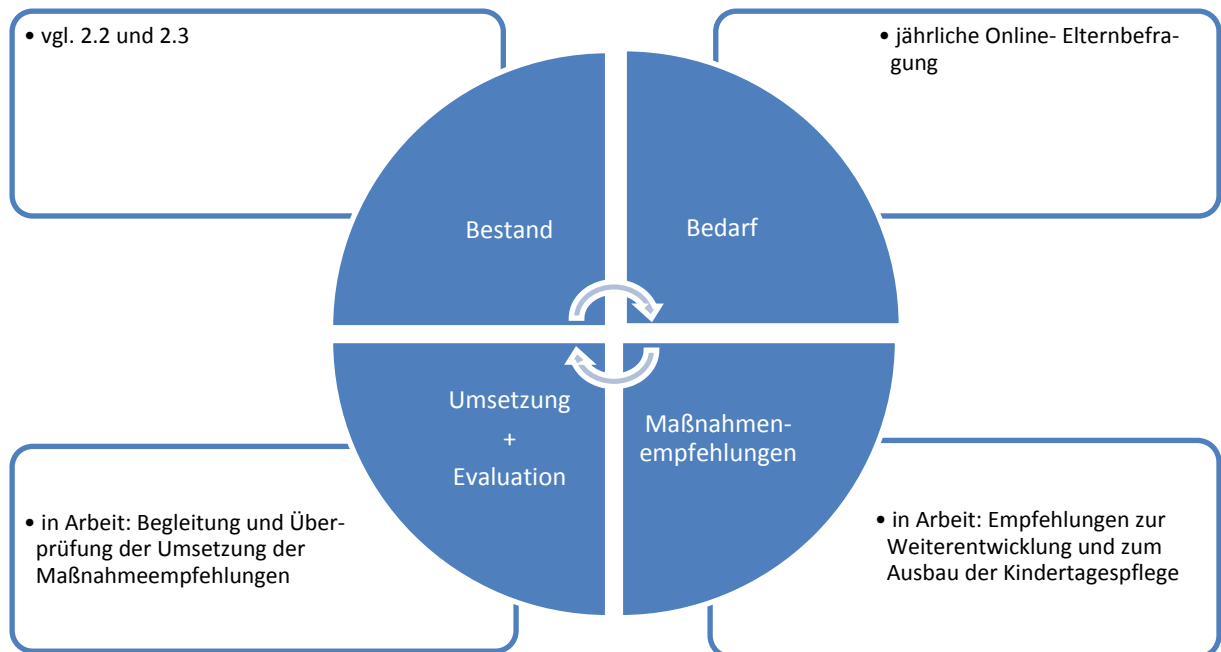 • vgl. 2.2 und 2.3
• jährliche Online- Elternbefra-
gung
Bestand
Bedarf
Umsetzung
+
Evaluation
Maßnahmen-
empfehlungen
• in Arbeit: Begleitung und Über-
prüfung der Umsetzung der
Maßnahmeempfehlungen
• in Arbeit: Empfehlungen zur
Weiterentwicklung und zum
Ausbau der Kindertagespflege